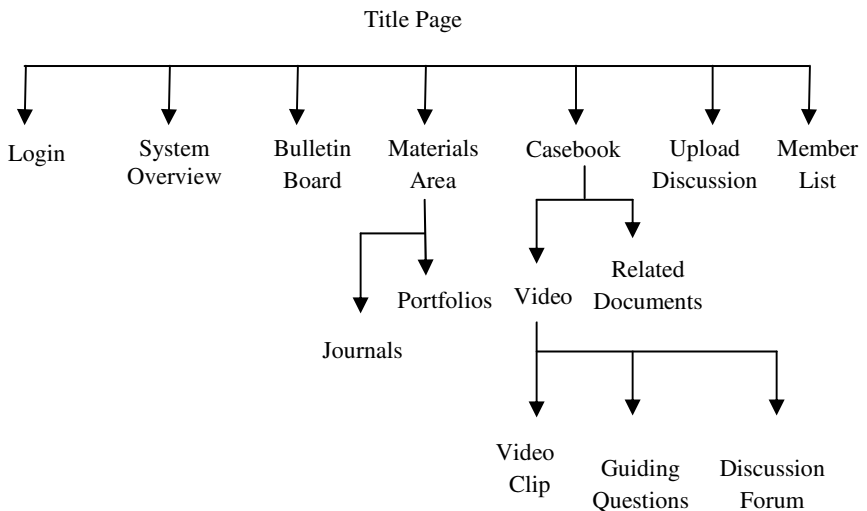 Title Page
Login
System
Overview
Bulletin
Board
Materials
Area
Casebook
Upload
Discussion
Member
List
Journals
Portfolios
Video
Related
Documents
Video
Clip
Guiding
Questions
Discussion
Forum